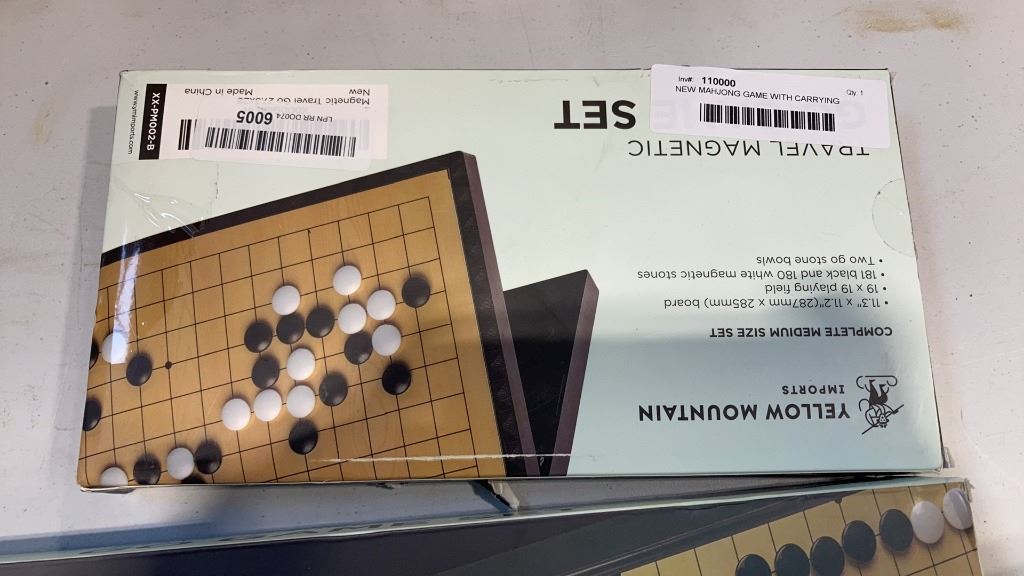 TRAVEL MAGNETIC
SET
Inv#: 110000
Qty. 1
NEW MAHJONG GAME WITH CARRYING
LPN RR D0074
6005
Magnetic Travel Go
New
Made in China
XX-PM002-B
www.ymimports.com
YELLOW MOUNTAIN
IMPORTS
COMPLETE MEDIUM SIZE SET
• 11.3" x 11.2"(287mm x 285mm) board
• 19 x 19 playing field
• 181 black and 180 white magnetic stones
• Two go stone bowls